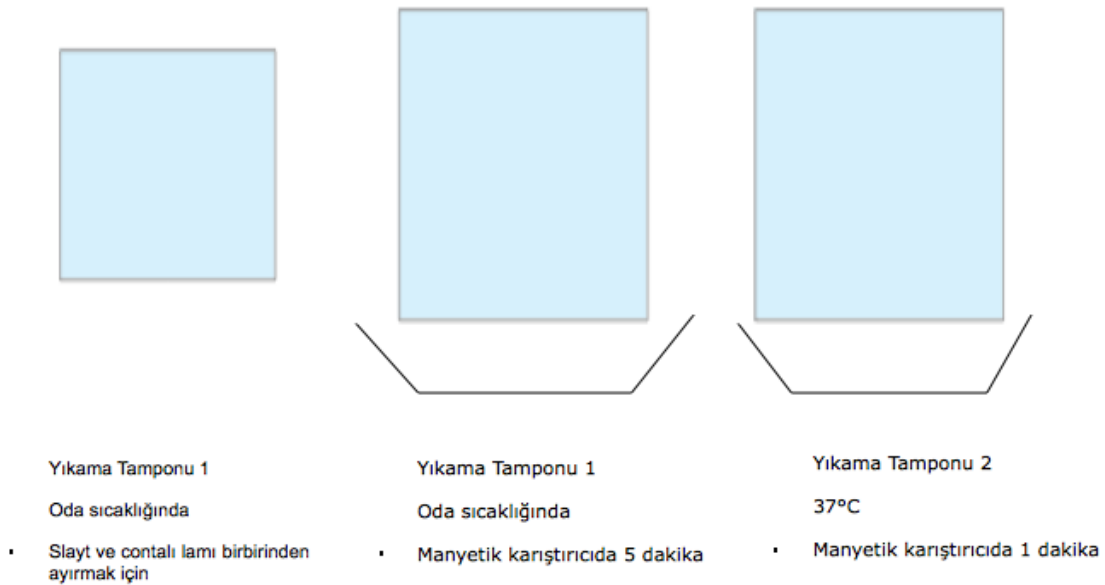 Yıkama Tamponu 1
Oda sıcaklığında
▪ Slayt ve contalı lamı birbirinden
ayırmak için
Yıkama Tamponu 1
Oda sıcaklığında
▪ Manyetik karıştırıcıda 5 dakika
Yıkama Tamponu 2
37°C
▪ Manyetik karıştırıcıda 1 dakika